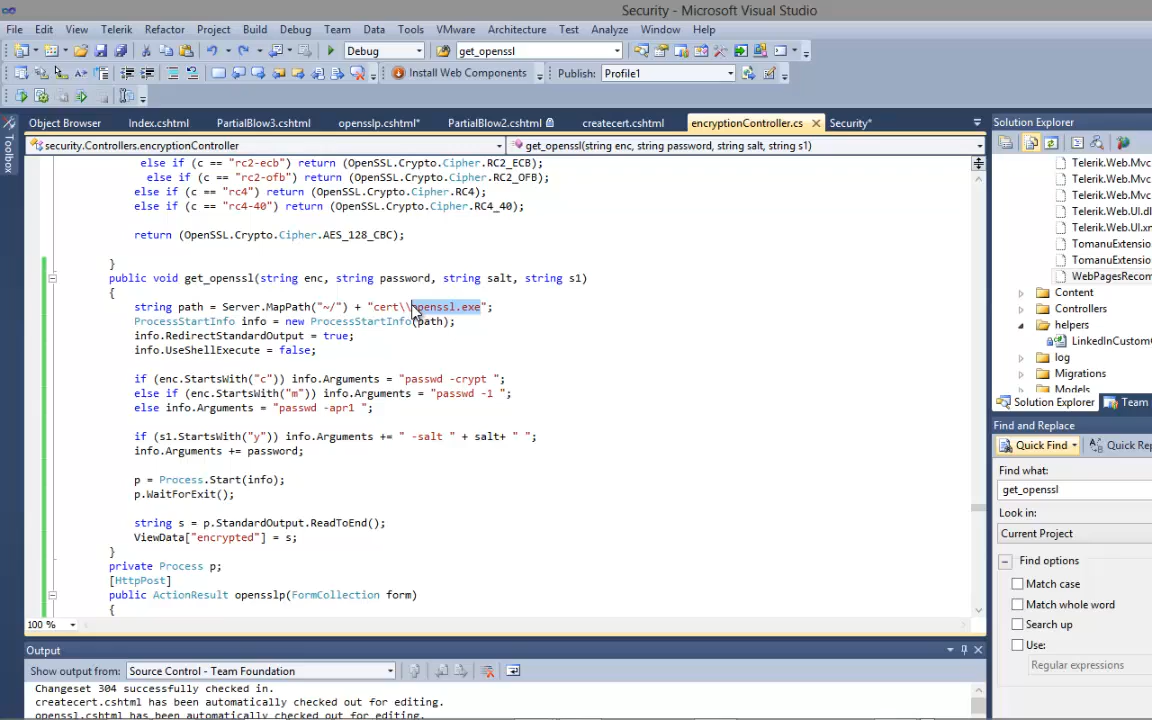 Security - Microsoft Visual Studio
File Edit View Telerik Refactor Project Build Debug Team Data Tools VMware Architecture Test Analyze Window Help
Debug get_openssl
Install Web Components Publish: Profile1
Object Browser Index.cshtml PartialBlow3.cshtml opensslp.cshtml* PartialBlow2.cshtml createcert.cshtml encryptionController.cs Security*
security.Controllers.encryptionController get_openssl(string enc, string password, string salt, string s1)
Toolbox
else if (c == "rc2-ecb") return (OpenSSL.Crypto.Cipher.RC2_ECB);
else if (c == "rc2-ofb") return (OpenSSL.Crypto.Cipher.RC2_OFB);
else if (c == "rc4") return (OpenSSL.Crypto.Cipher.RC4);
else if (c == "rc4-40") return (OpenSSL.Crypto.Cipher.RC4_40);
return (OpenSSL.Crypto.Cipher.AES_128_CBC);
}
public void get_openssl(string enc, string password, string salt, string s1)
{
string path = Server.MapPath("~/") + "cert\\openssl.exe";
ProcessStartInfo info = new ProcessStartInfo(path);
info.RedirectStandardOutput = true;
info.UseShellExecute = false;
if (enc.StartsWith("c")) info.Arguments = "passwd -crypt ";
else if (enc.StartsWith("m")) info.Arguments = "passwd -1 ";
else info.Arguments = "passwd -apr1 ";
if (s1.StartsWith("y")) info.Arguments += " -salt " + salt+ " ";
info.Arguments += password;
p = Process.Start(info);
p.WaitForExit();
string s = p.StandardOutput.ReadToEnd();
ViewData["encrypted"] = s;
}
private Process p;
[HttpPost]
public ActionResult opensslp(FormCollection form)
{
100 %
Output
Show output from: Source Control - Team Foundation
Changeset 304 successfully checked in.
createcert.cshtml has been automatically checked out for editing.
openssl.cshtml has been automatically checked out for editing.
Solution Explorer
Telerik.Web.Mvc
Telerik.Web.Mvc
Telerik.Web.Mvc
Telerik.Web.UI.dl
Telerik.Web.UI.xn
TomanuExtension
TomanuExtension
WebPagesRecom
Content
Controllers
helpers
LinkedInCustomO
log
Migrations
Models
Solution Explorer Team
Find and Replace
Quick Find Quick Rep
Find what:
get_openssl
Look in:
Current Project
Find options
Match case
Match whole word
Search up
Use:
Regular expressions